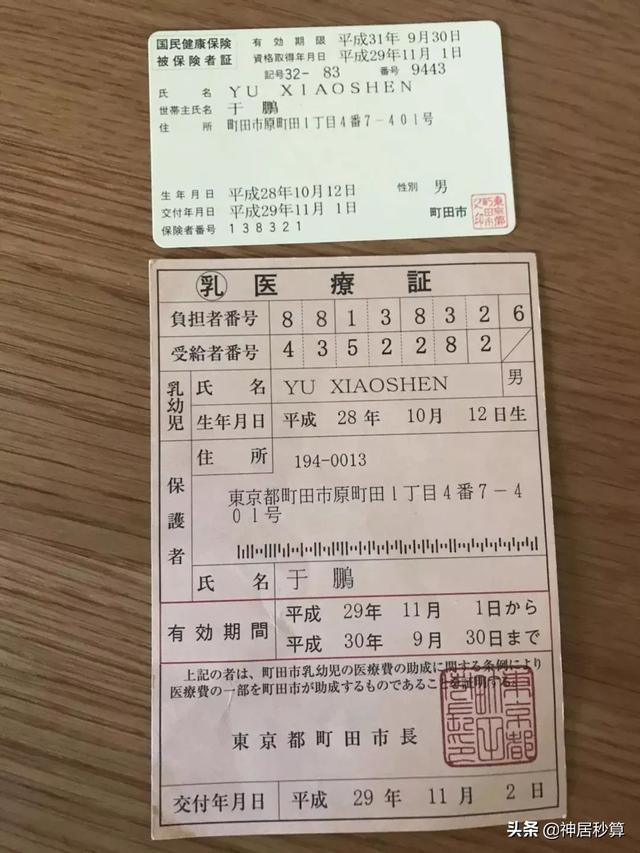 国民健康保険 有効期限 平成31年 9月30日
被保険者証 資格取得年月日 平成29年11月 1日
記号32- 83 番号 9443
氏名 YU XIAOSHEN
世帯主氏名 于 鵬
住所 町田市原町田1丁目4番7-401号
生年月日 平成28年10月12日 性別 男
交付年月日 平成29年11月 1日 町田市
保険者番号 138321
乳 医療証
負担者番号 8 8 1 3 8 3 2 6
受給者番号 4 3 5 2 2 8 2
乳幼児 氏名 YU XIAOSHEN 男
生年月日 平成 28年 10月 12日生
保護者 住所 194-0013
東京都町田市原町田1丁目4番7-4
01号
氏名 于 鵬
有効期間 平成 29年 11月 1日から
平成 30年 9月 30日まで
上記の者は、町田市乳幼児の医療費の助成に関する条例により
医療費の一部を町田市が助成するものであることを証明する。
東京都町田市長
交付年月日 平成 29年 11月 2日
头条 @神居秒算